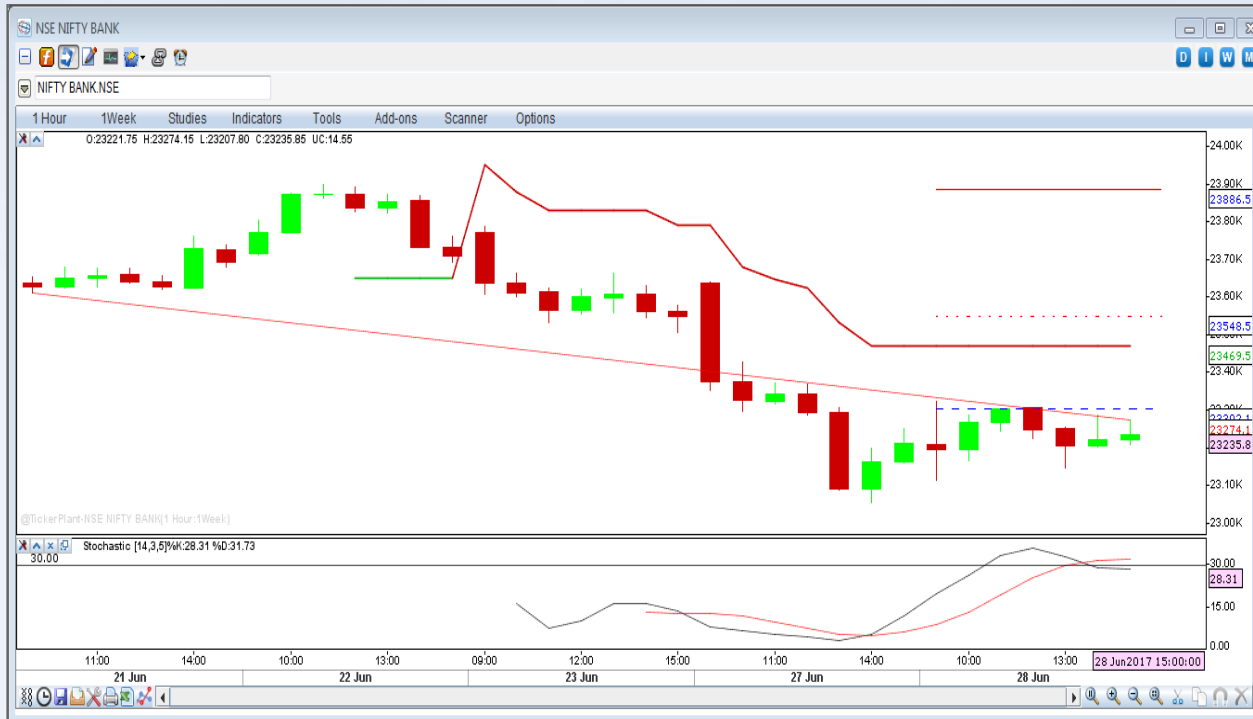 NSE NIFTY BANK
D I W M
NIFTY BANK.NSE
1 Hour 1Week Studies Indicators Tools Add-ons Scanner Options
O:23221.75 H:23274.15 L:23207.80 C:23235.85 UC:14.55
24.00K
23.90K
23886.5
23.80K
23.70K
23.60K
23548.5
23469.5
23.40K
23274.1
23235.8
23.10K
@TickerPlant-NSE NIFTY BANK(1 Hour:1Week:)
23.00K
Stochastic [14,3,5]%K:28.31 %D:31.73
30.00 30.00
28.31
15.00
0.00
11:00 14:00 10:00 13:00 09:00 12:00 15:00 11:00 14:00 10:00 13:00 28 Jun2017 15:00:00
21 Jun 22 Jun 23 Jun 27 Jun 28 Jun